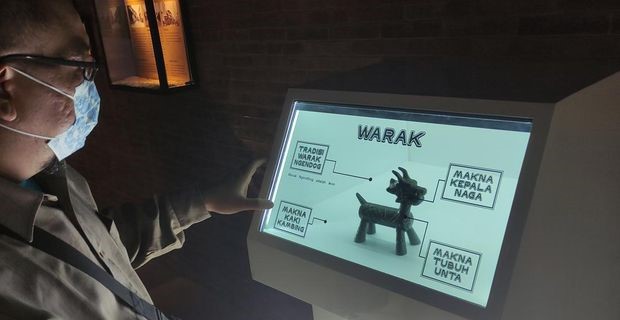 WARAK
TRADISI
WARAK
NGENDOG
MAKNA
KEPALA
NAGA
MAKNA
KAKI
KAMBING
MAKNA
TUBUH
UNTA